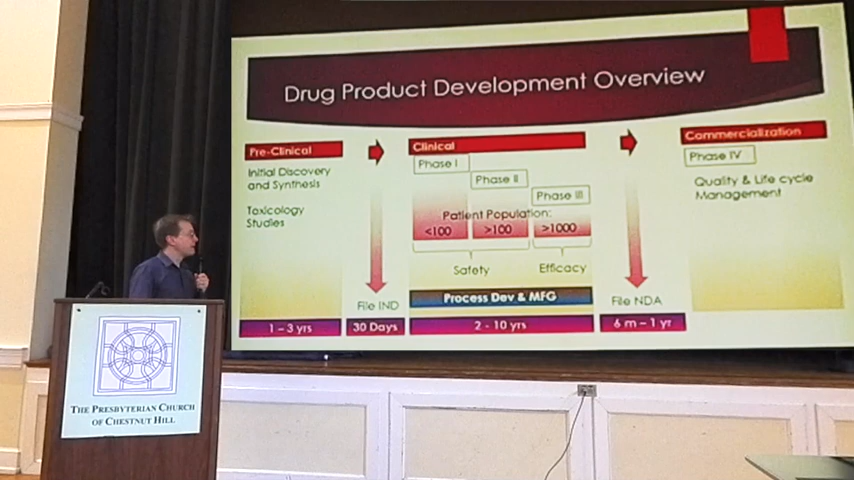 Drug Product Development Overview
Pre-Clinical
Initial Discovery
and Synthesis
Toxicology
Studies
Clinical
Phase I
Phase II
Phase III
Patient Population:
<100
>100
>1000
Safety
Efficacy
Commercialization
Phase IV
Quality & Life cycle
Management
File IND
Process Dev & MFG
File NDA
1 – 3 yrs
30 Days
2 - 10 yrs
6 m – 1 yr
THE PRESBYTERIAN CHURCH
OF CHESTNUT HILL